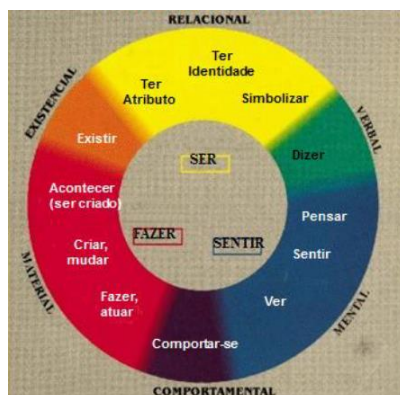 RELACIONAL
Ter
Identidade
Ter
Atributo
Simbolizar
EXISTENCIAL
VERBAL
Existir
Dizer
SER
Acontecer
(ser criado)
Pensar
FAZER
SENTIR
Criar,
mudar
Sentir
Fazer,
atuar
Ver
MATERIAL
MENTAL
Comportar-se
COMPORTAMENTAL